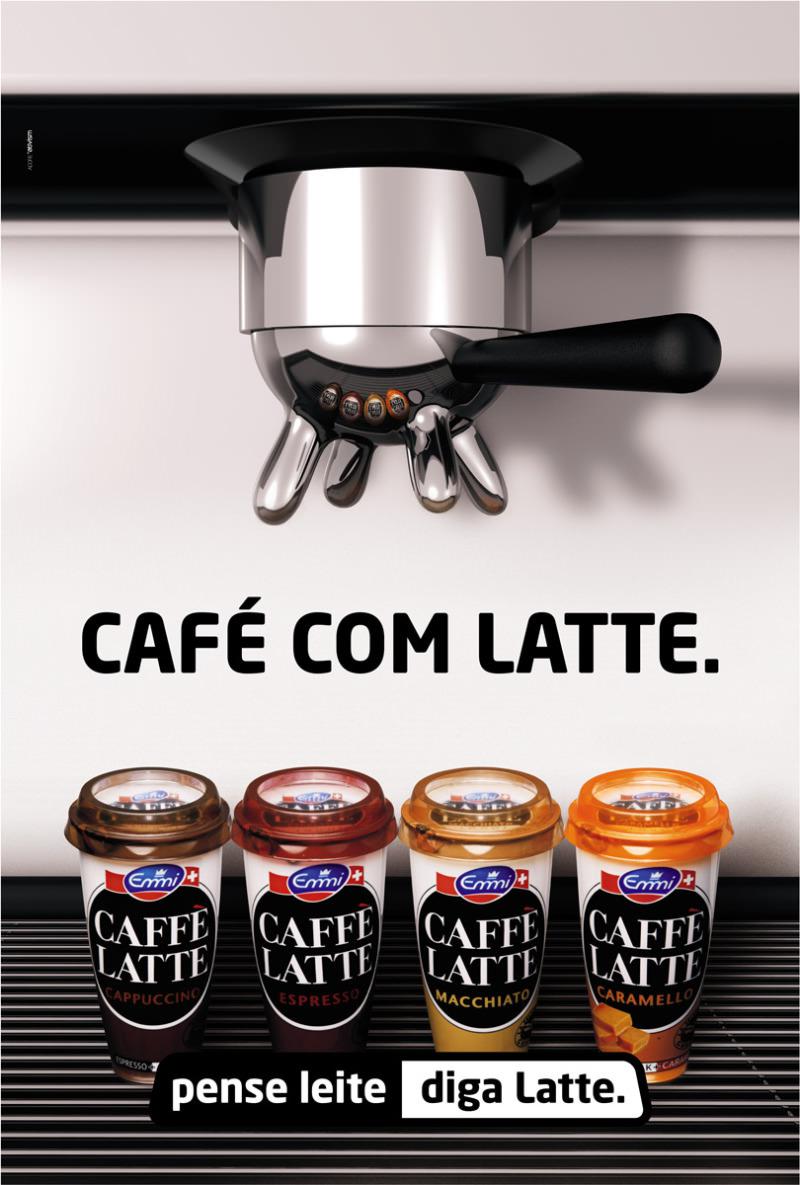 CAFÉ COM LATTE.
Emmi
CAFFÈ
LATTE
CAPPUCCINO
Emmi
CAFFÈ
LATTE
ESPRESSO
Emmi
CAFFÈ
LATTE
MACCHIATO
Emmi
CAFFÈ
LATTE
CARAMELLO
ESPRESSO
pense leite diga Latte.